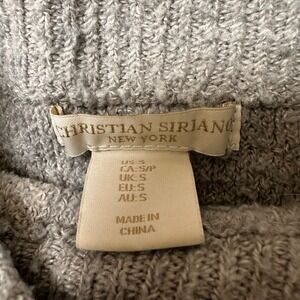 CHRISTIAN SIRIANO
NEW YORK
US:S
CA:S/P
UK:S
EU:S
AU:S
MADE IN
CHINA